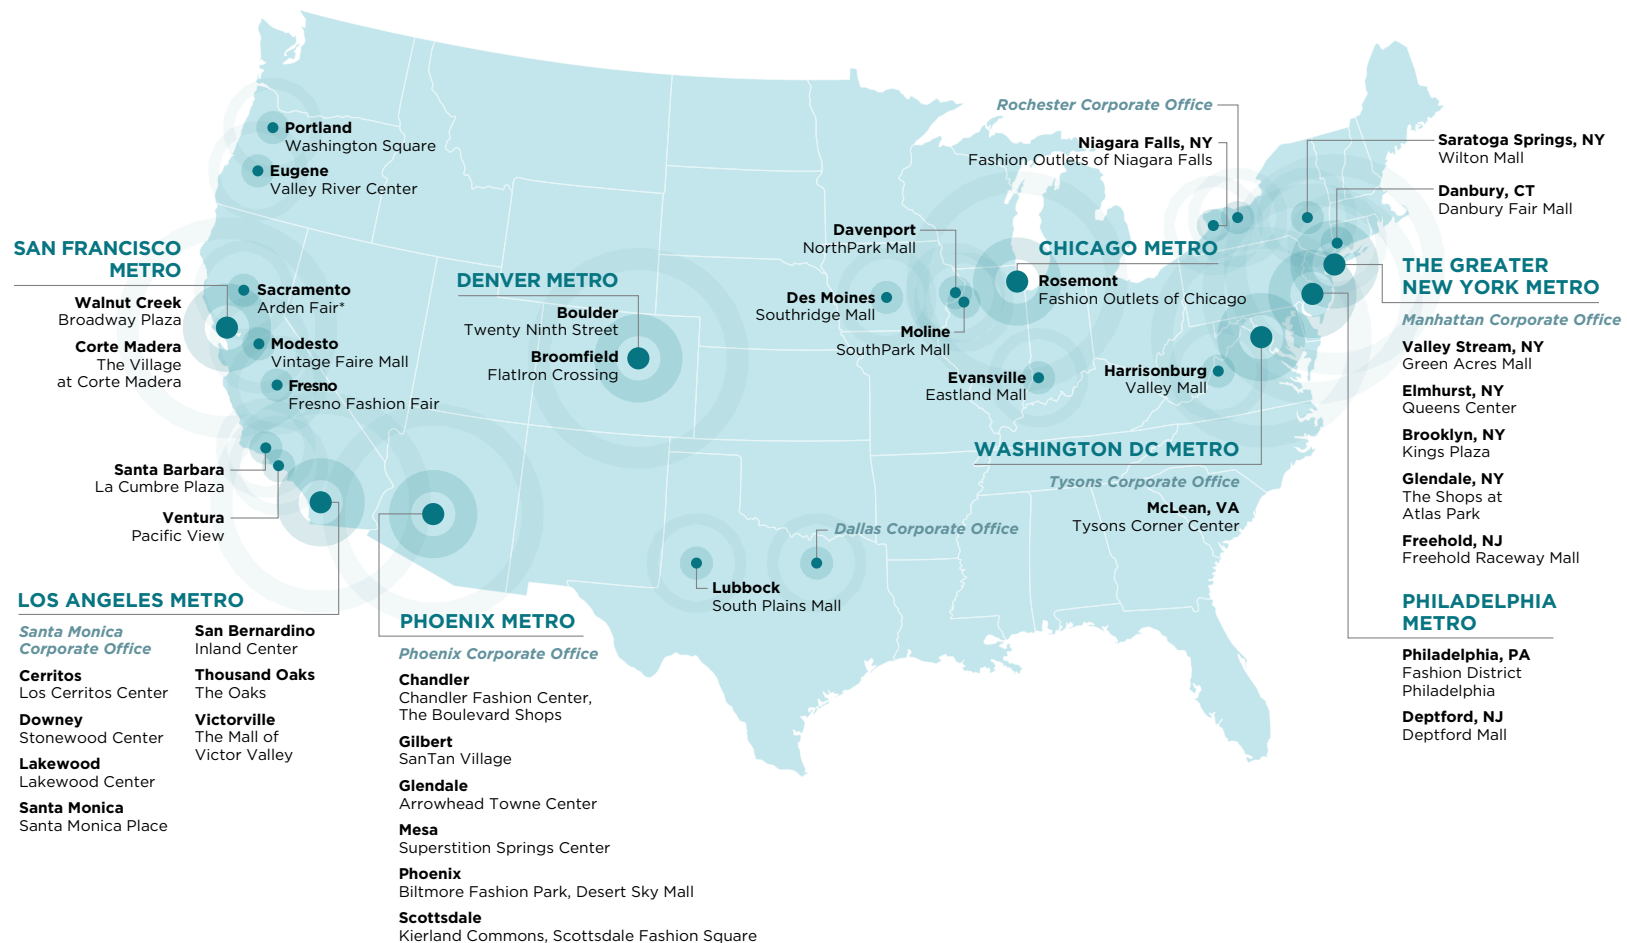 Portland
Washington Square
Eugene
Valley River Center
SAN FRANCISCO
METRO
Walnut Creek
Broadway Plaza
Corte Madera
The Village
at Corte Madera
Sacramento
Arden Fair*
Modesto
Vintage Faire Mall
Fresno
Fresno Fashion Fair
Santa Barbara
La Cumbre Plaza
Ventura
Pacific View
DENVER METRO
Boulder
Twenty Ninth Street
Broomfield
FlatIron Crossing
Davenport
NorthPark Mall
Des Moines
Southridge Mall
Moline
SouthPark Mall
CHICAGO METRO
Rosemont
Fashion Outlets of Chicago
Evansville
Eastland Mall
Harrisonburg
Valley Mall
Rochester Corporate Office
Niagara Falls, NY
Fashion Outlets of Niagara Falls
Saratoga Springs, NY
Wilton Mall
Danbury, CT
Danbury Fair Mall
THE GREATER
NEW YORK METRO
Manhattan Corporate Office
Valley Stream, NY
Green Acres Mall
Elmhurst, NY
Queens Center
Brooklyn, NY
Kings Plaza
Glendale, NY
The Shops at
Atlas Park
Freehold, NJ
Freehold Raceway Mall
WASHINGTON DC METRO
Tysons Corporate Office
McLean, VA
Tysons Corner Center
Dallas Corporate Office
Lubbock
South Plains Mall
PHILADELPHIA
METRO
Philadelphia, PA
Fashion District
Philadelphia
Deptford, NJ
Deptford Mall
LOS ANGELES METRO
Santa Monica
Corporate Office
Cerritos
Los Cerritos Center
Downey
Stonewood Center
Lakewood
Lakewood Center
Santa Monica
Santa Monica Place
San Bernardino
Inland Center
Thousand Oaks
The Oaks
Victorville
The Mall of
Victor Valley
PHOENIX METRO
Phoenix Corporate Office
Chandler
Chandler Fashion Center,
The Boulevard Shops
Gilbert
SanTan Village
Glendale
Arrowhead Towne Center
Mesa
Superstition Springs Center
Phoenix
Biltmore Fashion Park, Desert Sky Mall
Scottsdale
Kierland Commons, Scottsdale Fashion Square